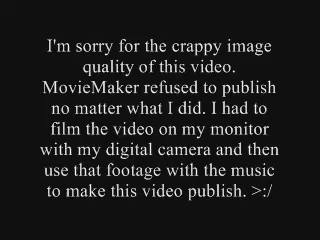 I'm sorry for the crappy image
quality of this video.
MovieMaker refused to publish
no matter what I did. I had to
film the video on my monitor
with my digital camera and then
use that footage with the music
to make this video publish. >:/